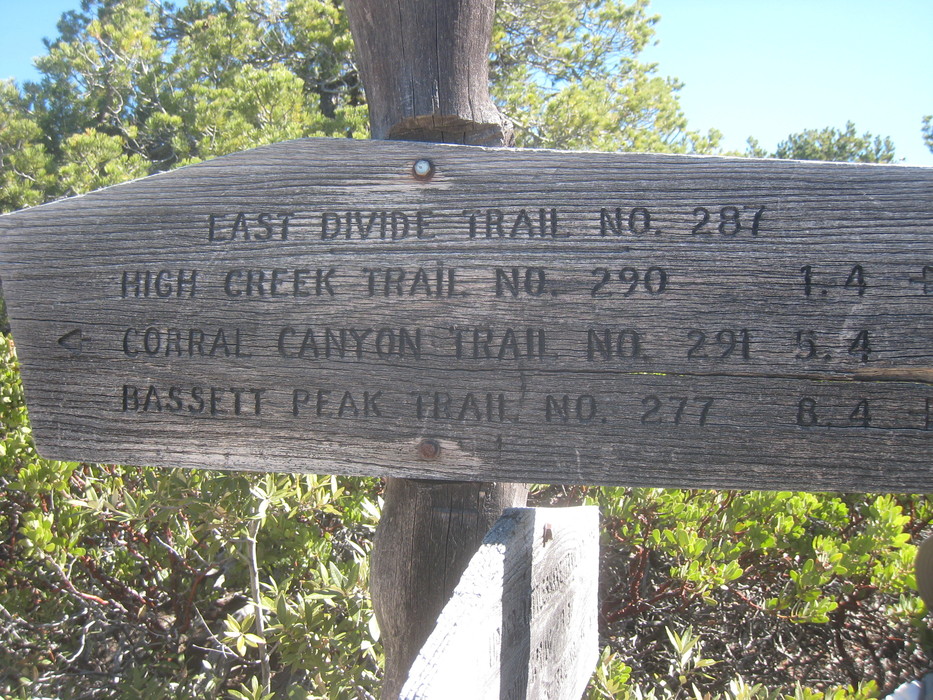 EAST DIVIDE TRAIL NO. 287
HIGH CREEK TRAIL NO. 290 1.4
< CORRAL CANYON TRAIL NO. 291 5.4
BASSETT PEAK TRAIL NO. 277 8.4